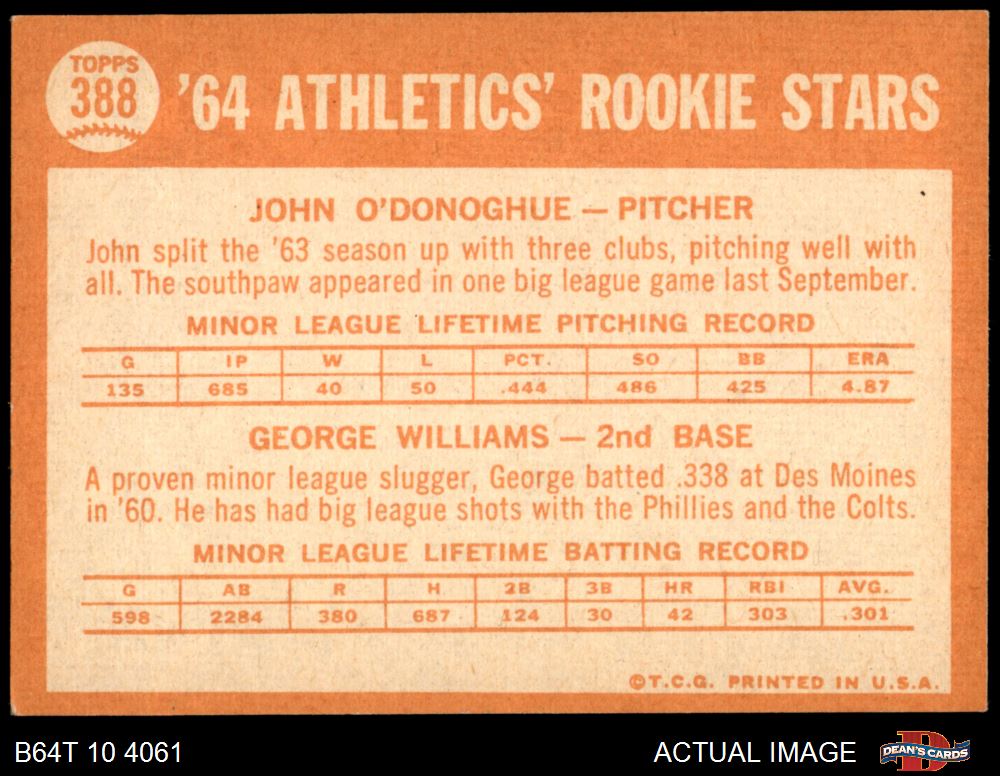 TOPPS
388
'64 ATHLETICS' ROOKIE STARS
JOHN O'DONOGHUE — PITCHER
John split the '63 season up with three clubs, pitching well with
all. The southpaw appeared in one big league game last September.
MINOR LEAGUE LIFETIME PITCHING RECORD
G IP W L PCT. SO BB ERA
135 685 40 50 .444 486 425 4.87
GEORGE WILLIAMS — 2nd BASE
A proven minor league slugger, George batted .338 at Des Moines
in '60. He has had big league shots with the Phillies and the Colts.
MINOR LEAGUE LIFETIME BATTING RECORD
G AB R H 2B 3B HR RBI AVG.
598 2284 380 687 124 30 42 303 .301
©T.C.G. PRINTED IN U.S.A.
B64T 10 4061
ACTUAL IMAGE
D
DEAN'S CARDS